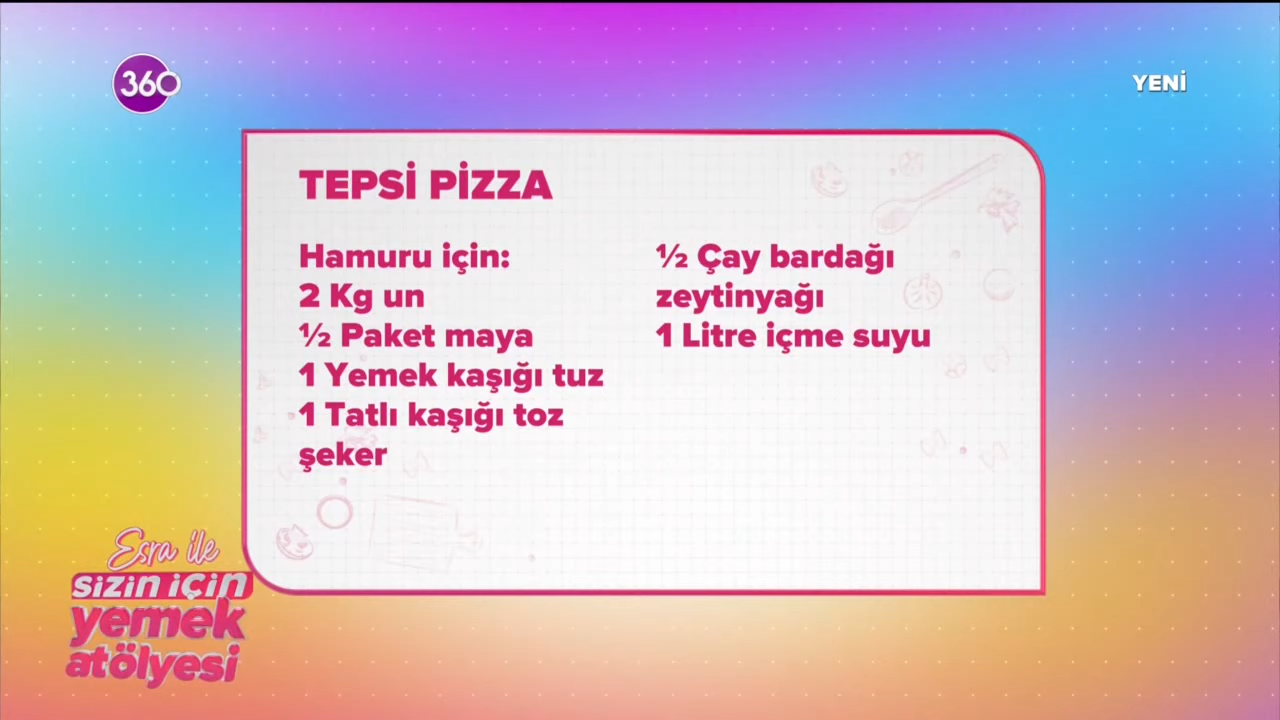 360
YENİ
TEPSİ PİZZA
Hamuru için:
2 Kg un
½ Paket maya
1 Yemek kaşığı tuz
1 Tatlı kaşığı toz
şeker
½ Çay bardağı
zeytinyağı
1 Litre içme suyu
Esra ile
sizin için
yemek
atölyesi